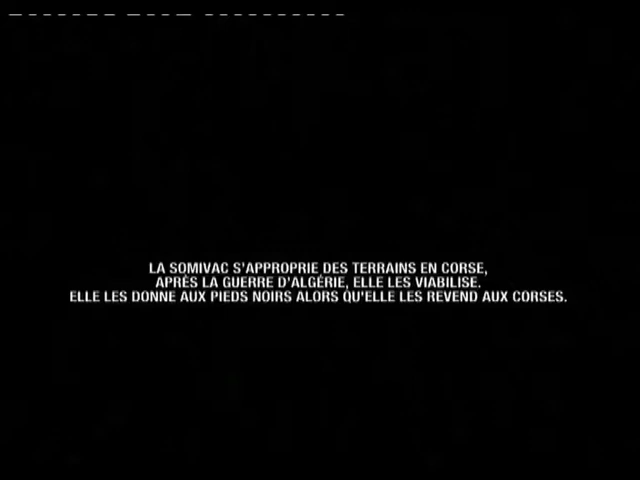 LA SOMIVAC S'APPROPRIE DES TERRAINS EN CORSE,
APRÈS LA GUERRE D'ALGÉRIE, ELLE LES VIABILISE.
ELLE LES DONNE AUX PIEDS NOIRS ALORS QU'ELLE LES REVEND AUX CORSES.